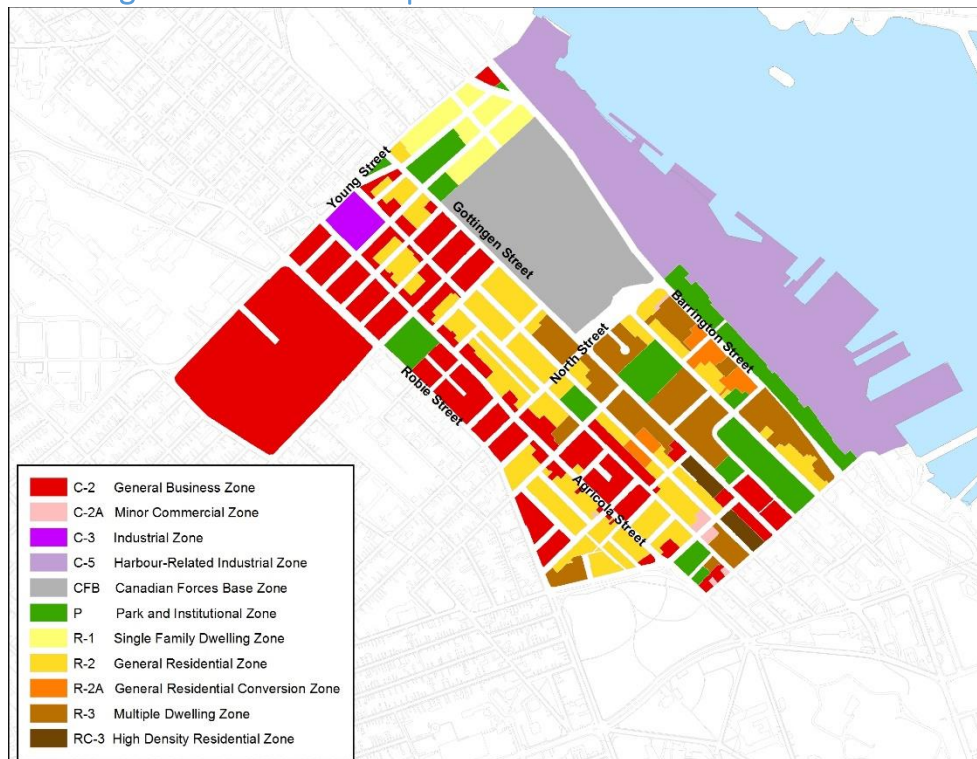 Young Street
Gottingen Street
Barrington Street
North Street
Robie Street
Agricola Street
C-2 General Business Zone
C-2A Minor Commercial Zone
C-3 Industrial Zone
C-5 Harbour-Related Industrial Zone
CFB Canadian Forces Base Zone
P Park and Institutional Zone
R-1 Single Family Dwelling Zone
R-2 General Residential Zone
R-2A General Residential Conversion Zone
R-3 Multiple Dwelling Zone
RC-3 High Density Residential Zone